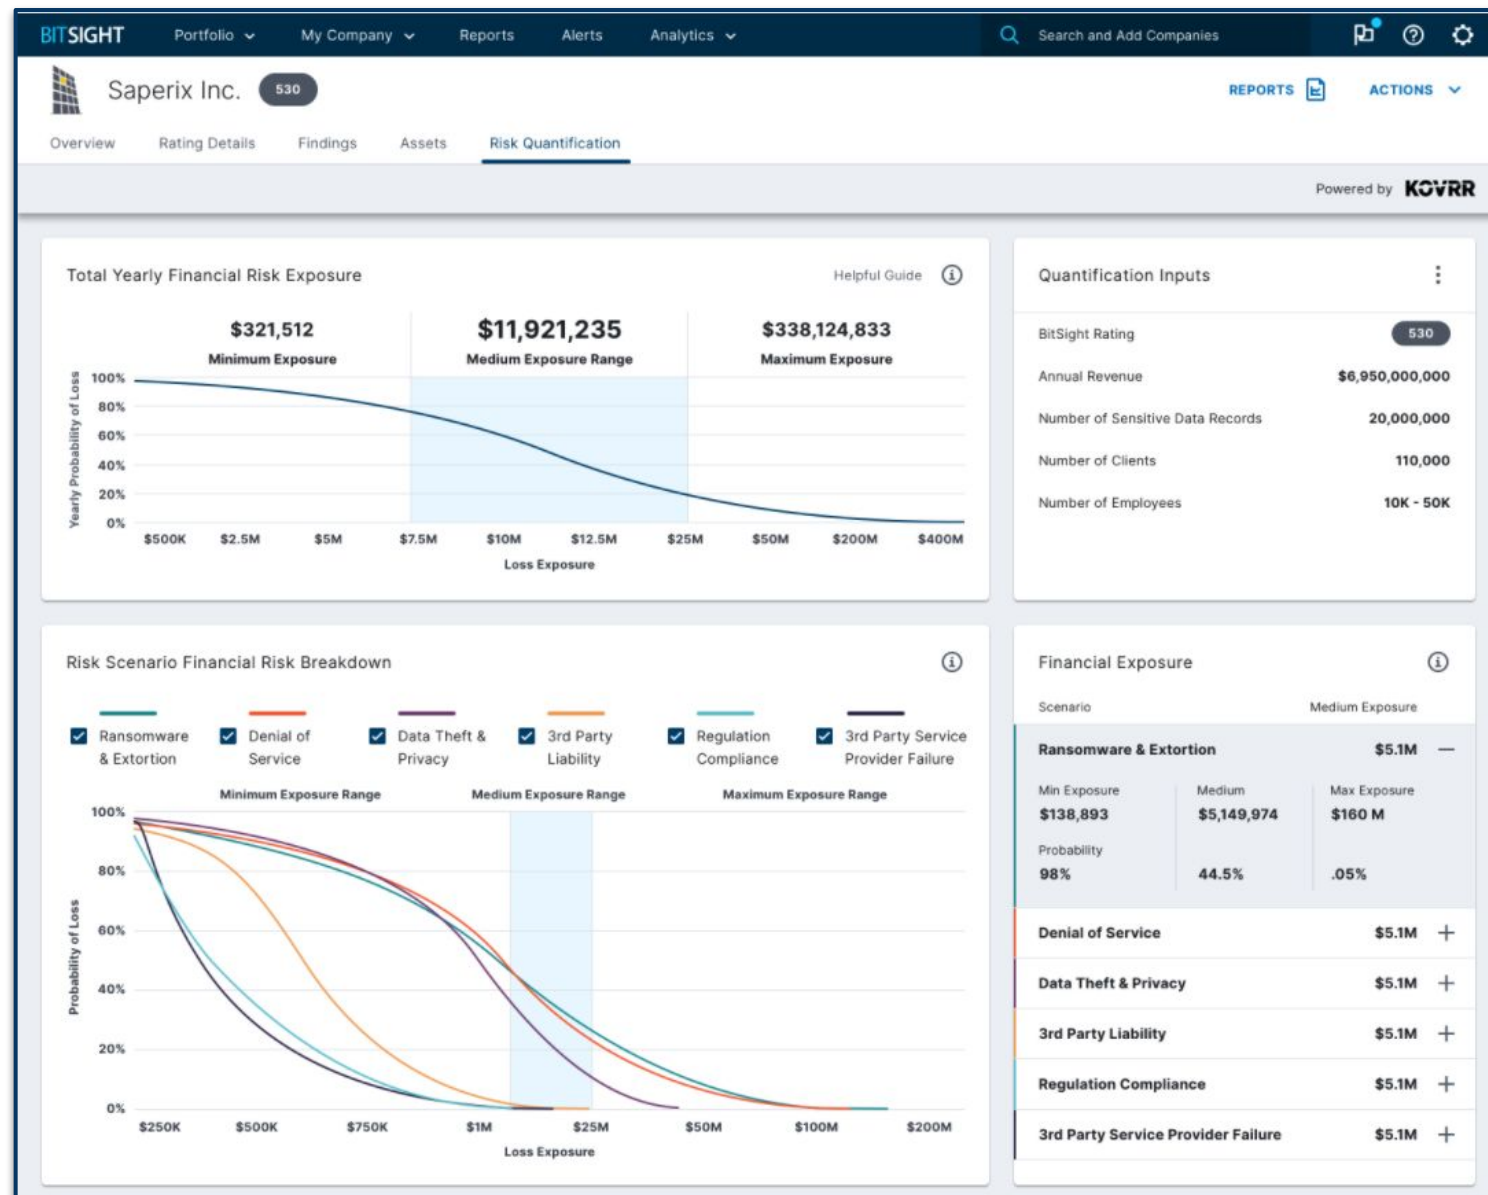 BITSIGHT Portfolio My Company Reports Alerts Analytics Search and Add Companies
Saperix Inc. 530 REPORTS ACTIONS
Overview Rating Details Findings Assets Risk Quantification
Powered by KOVRR
Total Yearly Financial Risk Exposure Helpful Guide
$321,512 $11,921,235 $338,124,833
Minimum Exposure Medium Exposure Range Maximum Exposure
Yearly Probability of Loss
100%
80%
60%
40%
20%
0%
$500K $2.5M $5M $7.5M $10M $12.5M $25M $50M $200M $400M
Loss Exposure
Quantification Inputs
BitSight Rating 530
Annual Revenue $6,950,000,000
Number of Sensitive Data Records 20,000,000
Number of Clients 110,000
Number of Employees 10K - 50K
Risk Scenario Financial Risk Breakdown
Ransomware & Extortion
Denial of Service
Data Theft & Privacy
3rd Party Liability
Regulation Compliance
3rd Party Service Provider Failure
Minimum Exposure Range Medium Exposure Range Maximum Exposure Range
Probability of Loss
100%
80%
60%
40%
20%
0%
$250K $500K $750K $1M $25M $50M $100M $200M
Loss Exposure
Financial Exposure
Scenario Medium Exposure
Ransomware & Extortion $5.1M
Min Exposure Medium Max Exposure
$138,893 $5,149,974 $160 M
Probability
98% 44.5% .05%
Denial of Service $5.1M
Data Theft & Privacy $5.1M
3rd Party Liability $5.1M
Regulation Compliance $5.1M
3rd Party Service Provider Failure $5.1M